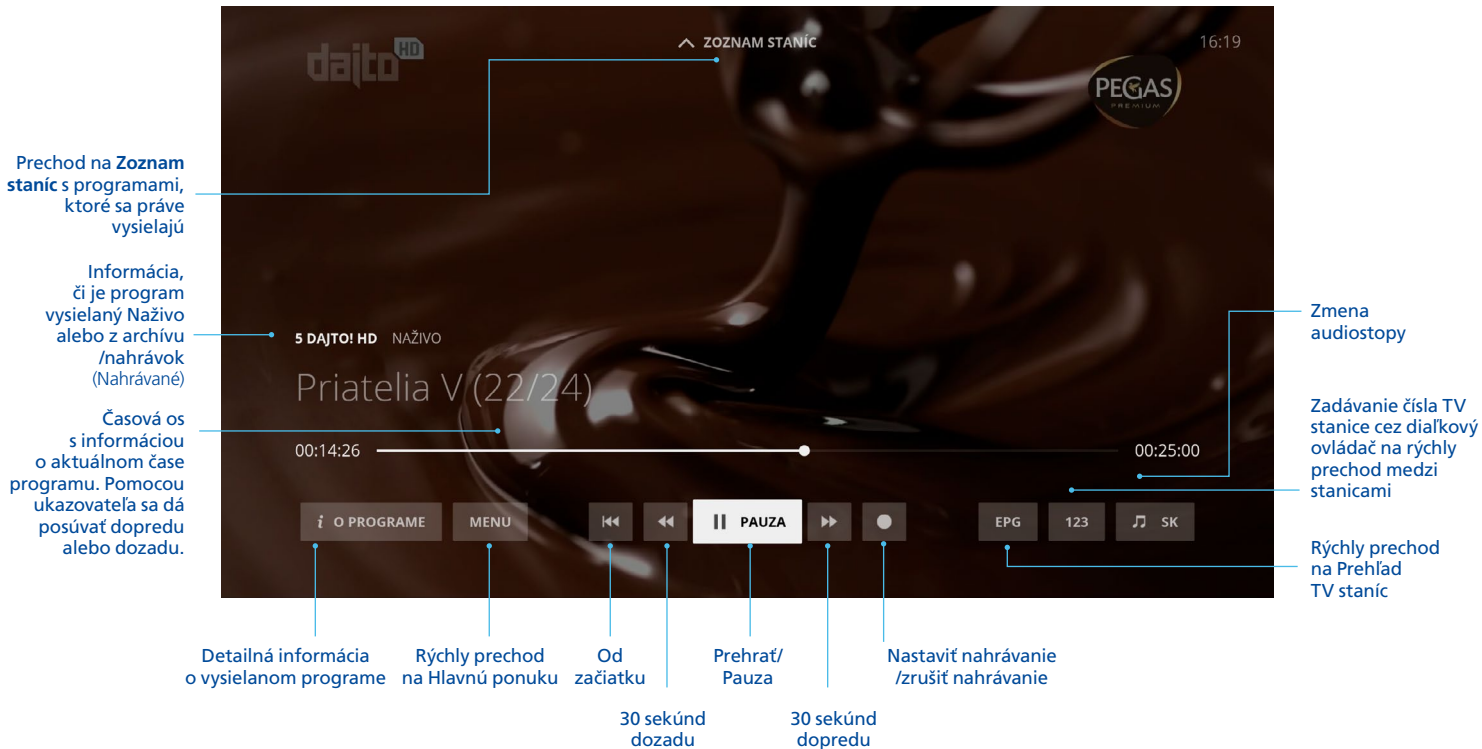 dajto HD
ZOZNAM STANÍC
16:19
PEGAS
PREMIUM
Prechod na Zoznam
staníc s programami,
ktoré sa práve
vysielajú
Informácia,
či je program
vysielaný Naživo
alebo z archívu
/nahrávok
(Nahrávané)
5 DAJTO! HD NAŽIVO
Priatelia V (22/24)
Časová os
s informáciou
o aktuálnom čase
programu. Pomocou
ukazovateľa sa dá
posúvať dopredu
alebo dozadu.
00:14:26
00:25:00
i O PROGRAME
MENU
PAUZA
EPG
123
SK
Zmena
audiostopy
Zadávanie čísla TV
stanice cez diaľkový
ovládač na rýchly
prechod medzi
stanicami
Rýchly prechod
na Prehľad
TV staníc
Detailná informácia
o vysielanom programe
Rýchly prechod
na Hlavnú ponuku
Od
začiatku
Prehrať/
Pauza
Nastaviť nahrávanie
/zrušiť nahrávanie
30 sekúnd
dozadu
30 sekúnd
dopredu